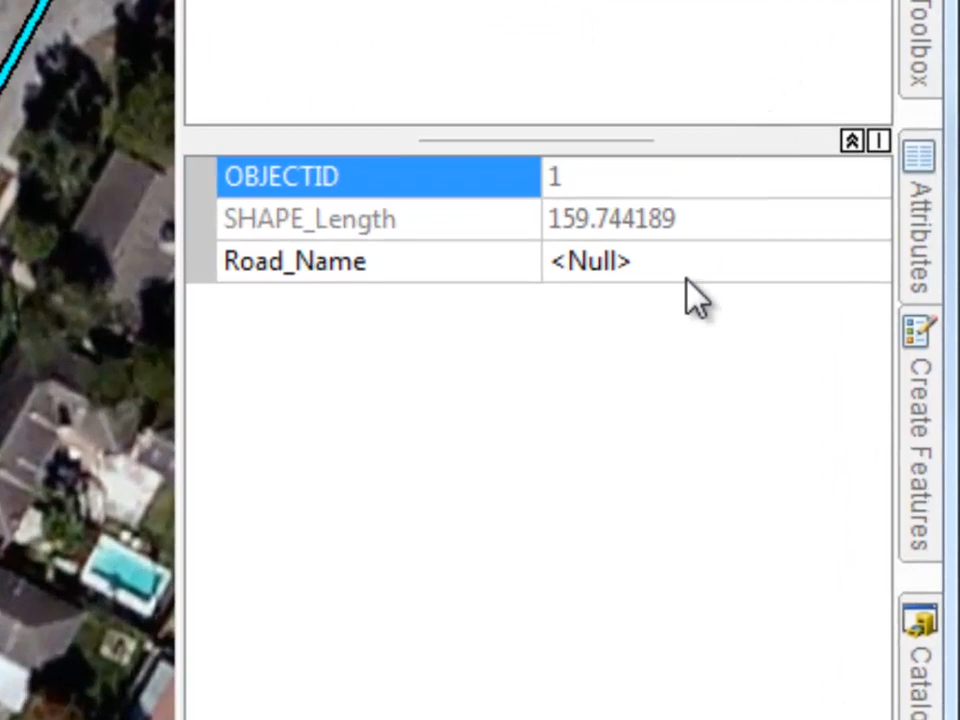 Toolbox
OBJECTID 1
SHAPE_Length 159.744189
Road_Name <Null>
Attributes
Create Features
Catalo